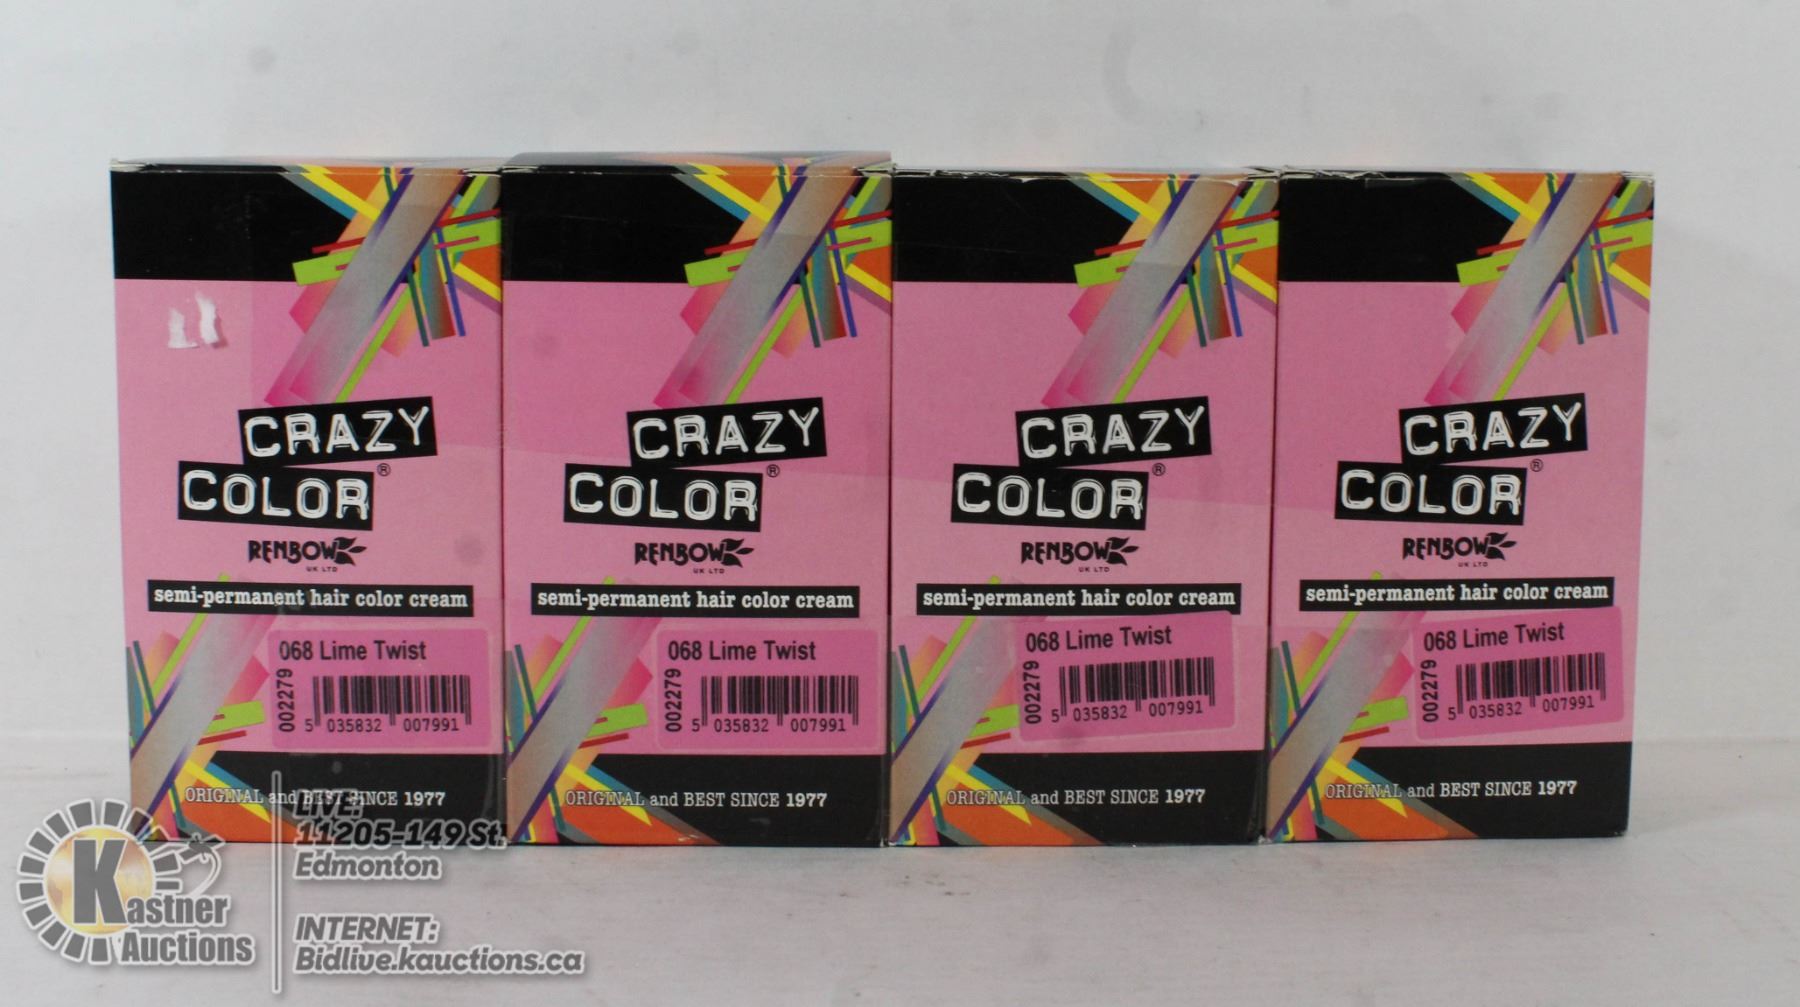 CRAZY
COLOR®
RENBOW
UK LTD
semi-permanent hair color cream
068 Lime Twist
002279
5 035832 007991
ORIGINAL and BEST SINCE 1977
CRAZY
COLOR®
RENBOW
UK LTD
semi-permanent hair color cream
068 Lime Twist
002279
5 035832 007991
ORIGINAL and BEST SINCE 1977
CRAZY
COLOR®
RENBOW
UK LTD
semi-permanent hair color cream
068 Lime Twist
002279
5 035832 007991
ORIGINAL and BEST SINCE 1977
CRAZY
COLOR®
RENBOW
UK LTD
semi-permanent hair color cream
068 Lime Twist
002279
5 035832 007991
ORIGINAL and BEST SINCE 1977
Kastner
Auctions
LIVE:
11205-149 St.
Edmonton
INTERNET:
Bidlive.kauctions.ca